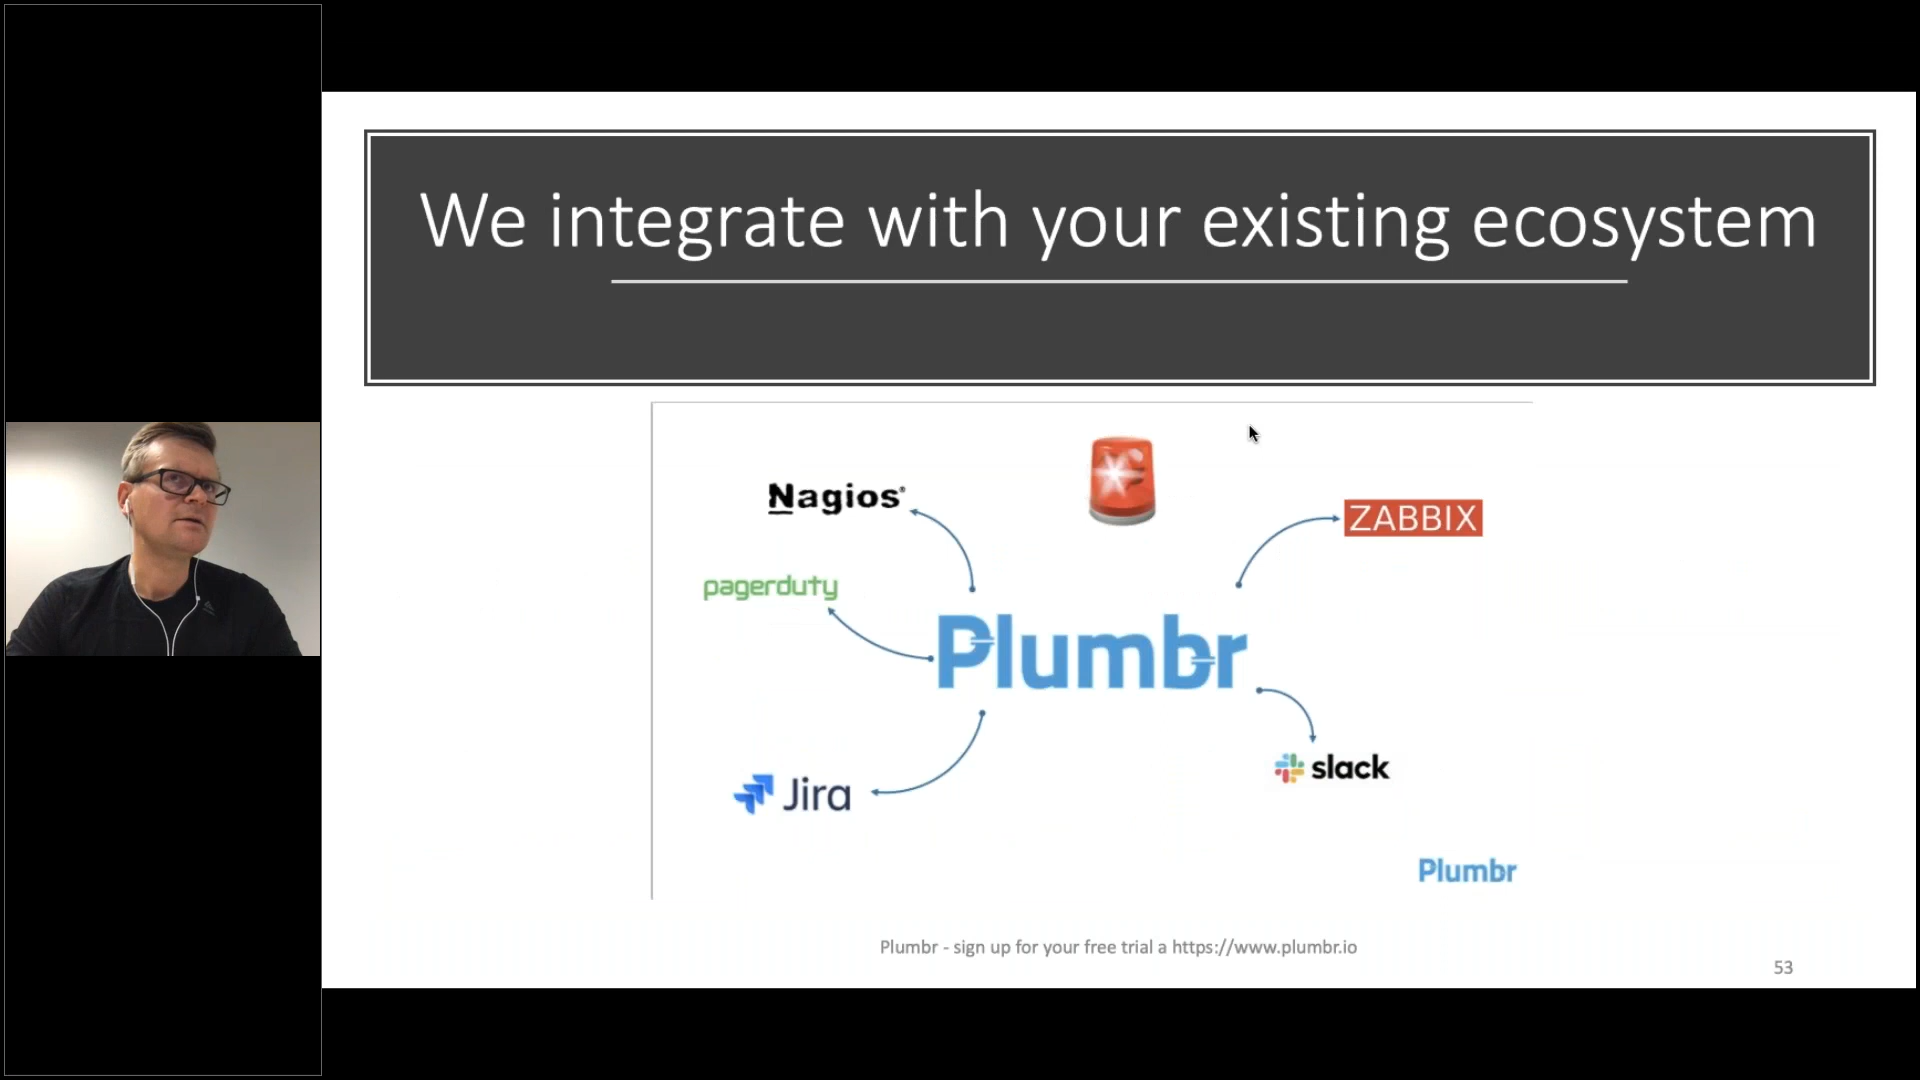 We integrate with your existing ecosystem
Nagios®
ZABBIX
pagerduty
Plumbr
slack
Jira
Plumbr
Plumbr - sign up for your free trial a https://www.plumbr.io
53